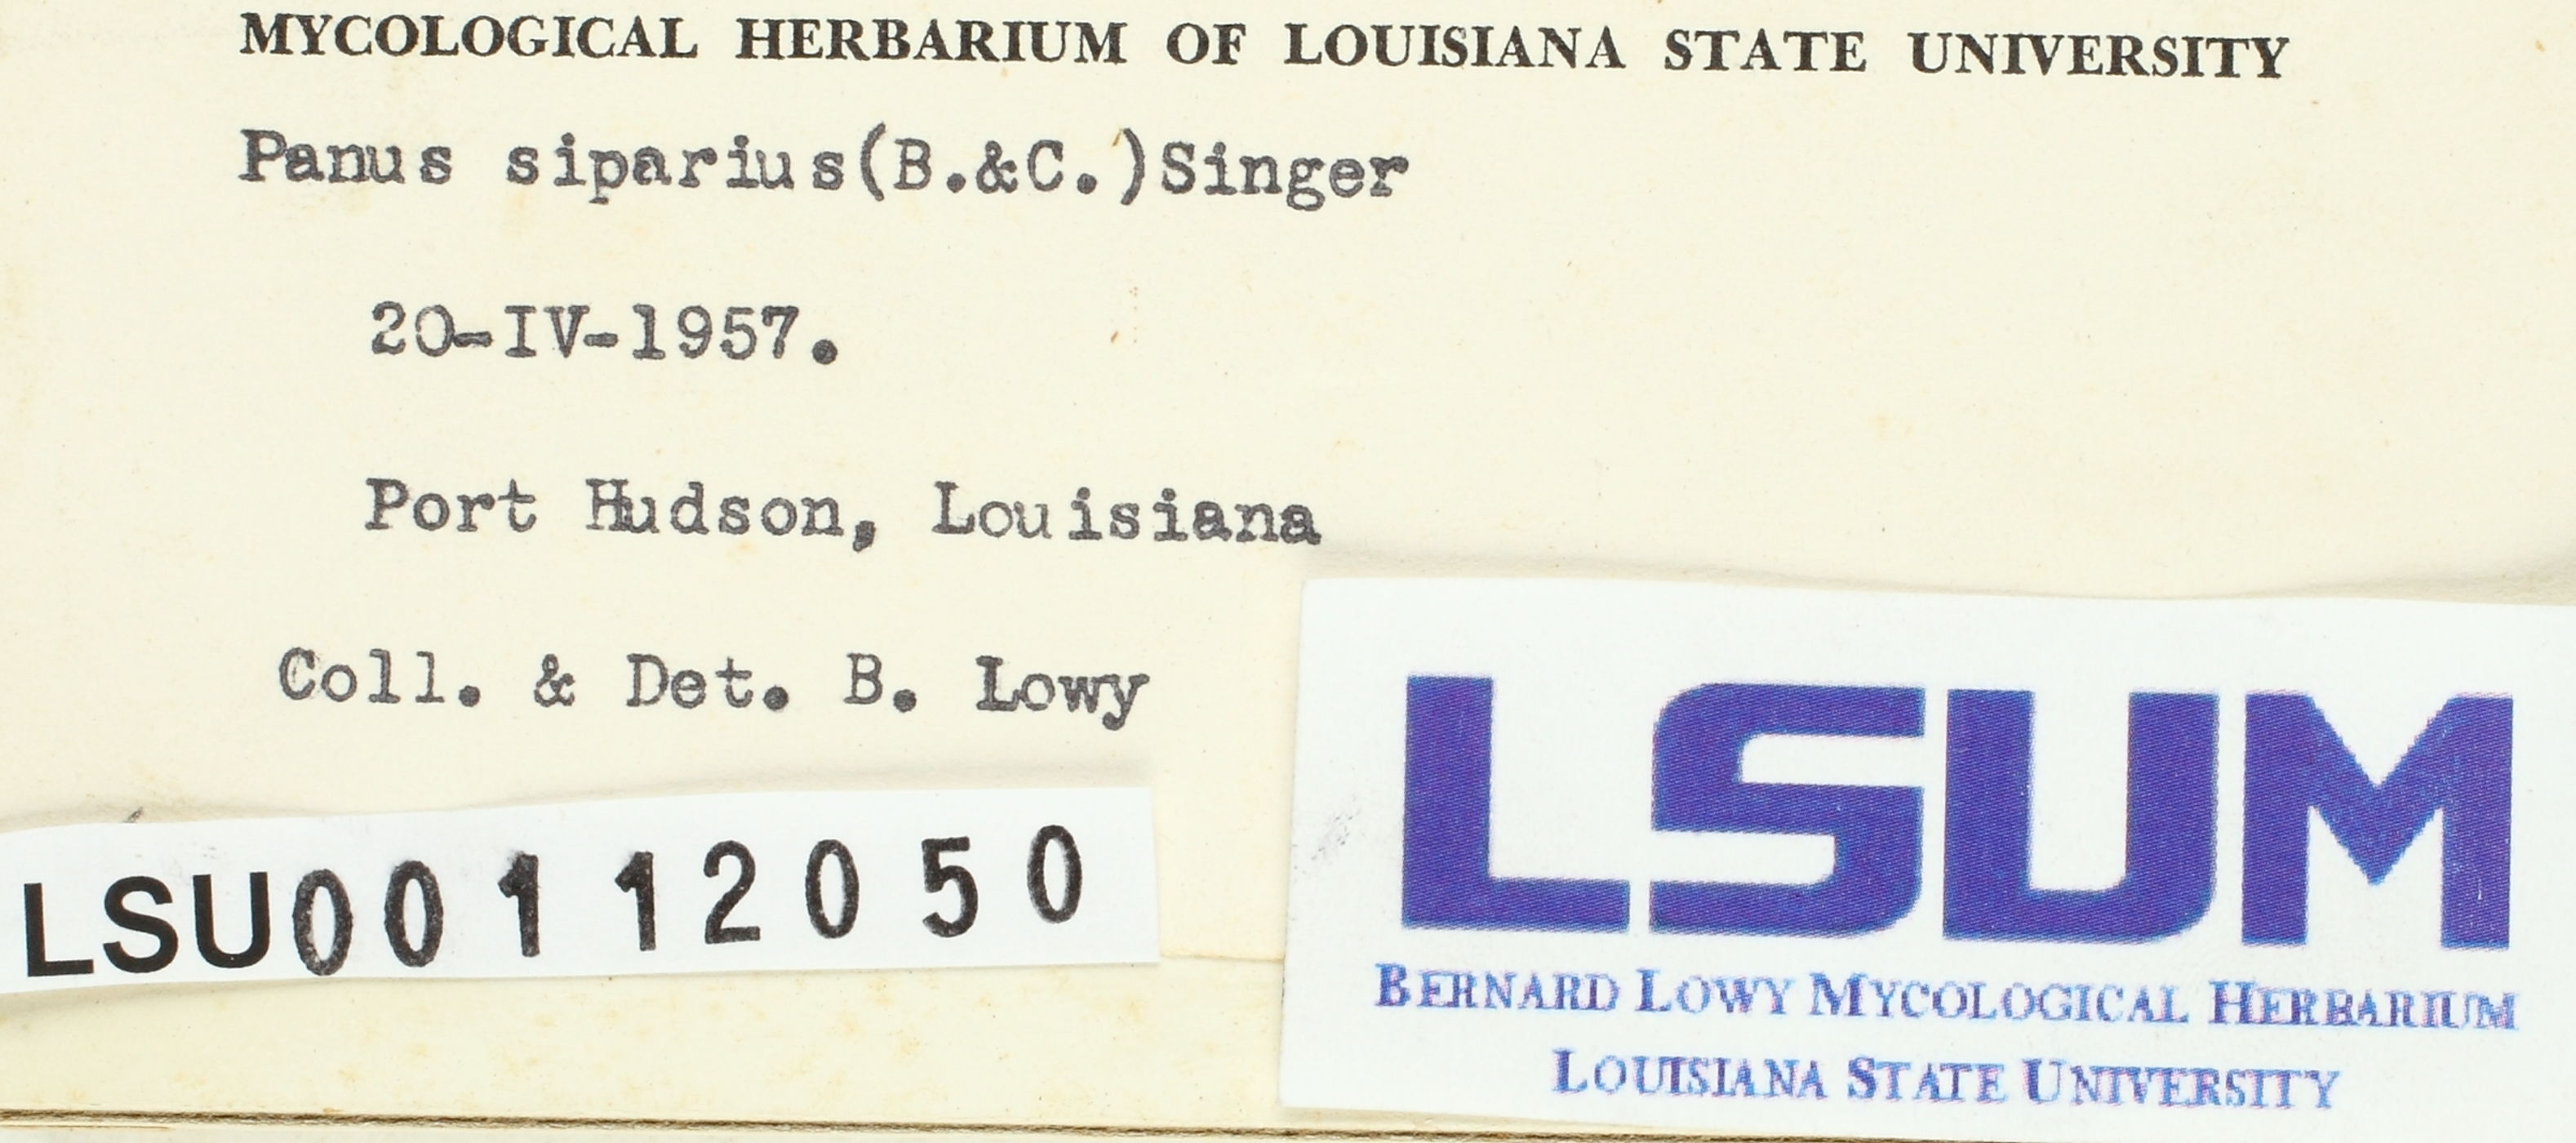 MYCOLOGICAL HERBARIUM OF LOUISIANA STATE UNIVERSITY
Panus siparius(B.&C.)Singer
20-IV-1957.
Port Hudson, Louisiana
Coll. & Det. B. Lowy
LSU00112050
LSUM
BERNARD LOWY MYCOLOGICAL HERBARIUM
LOUISIANA STATE UNIVERSITY